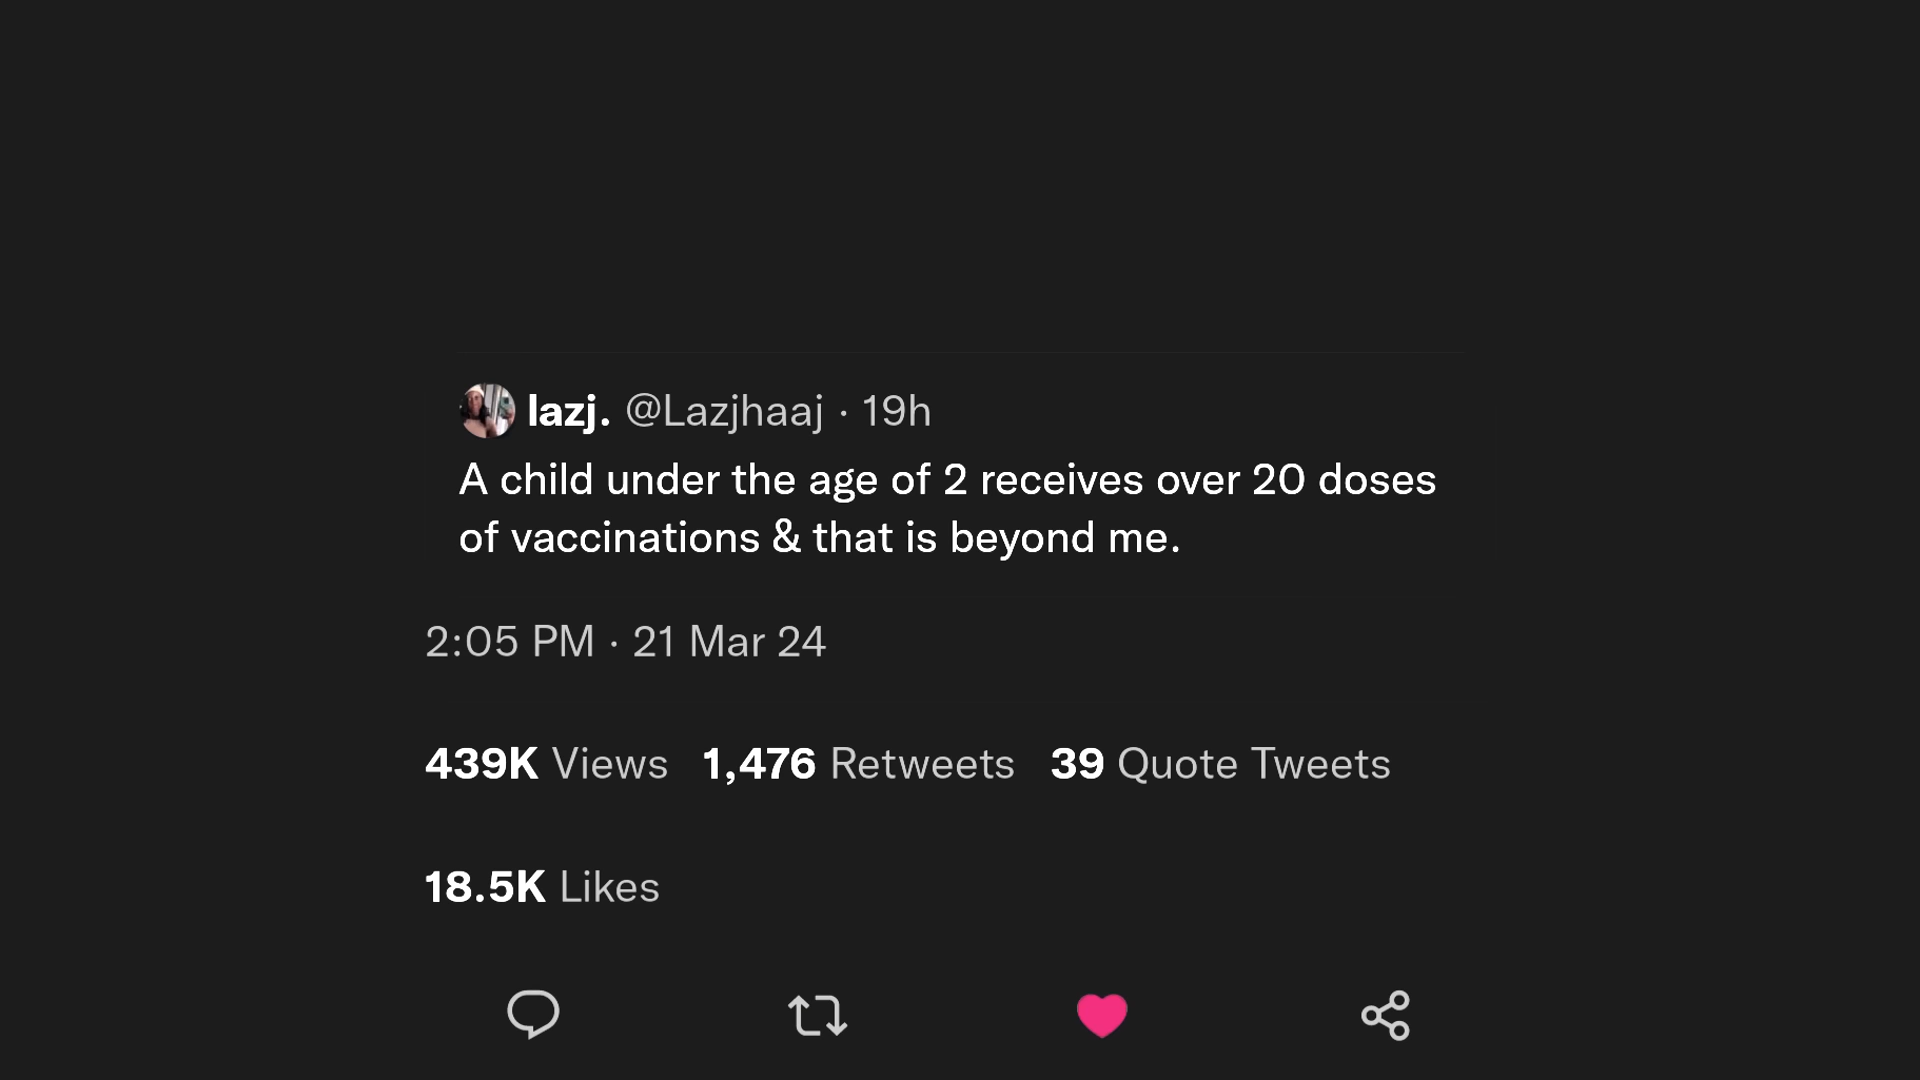 lazj. @Lazjhaaj · 19h
A child under the age of 2 receives over 20 doses
of vaccinations & that is beyond me.
2:05 PM · 21 Mar 24
439K Views 1,476 Retweets 39 Quote Tweets
18.5K Likes